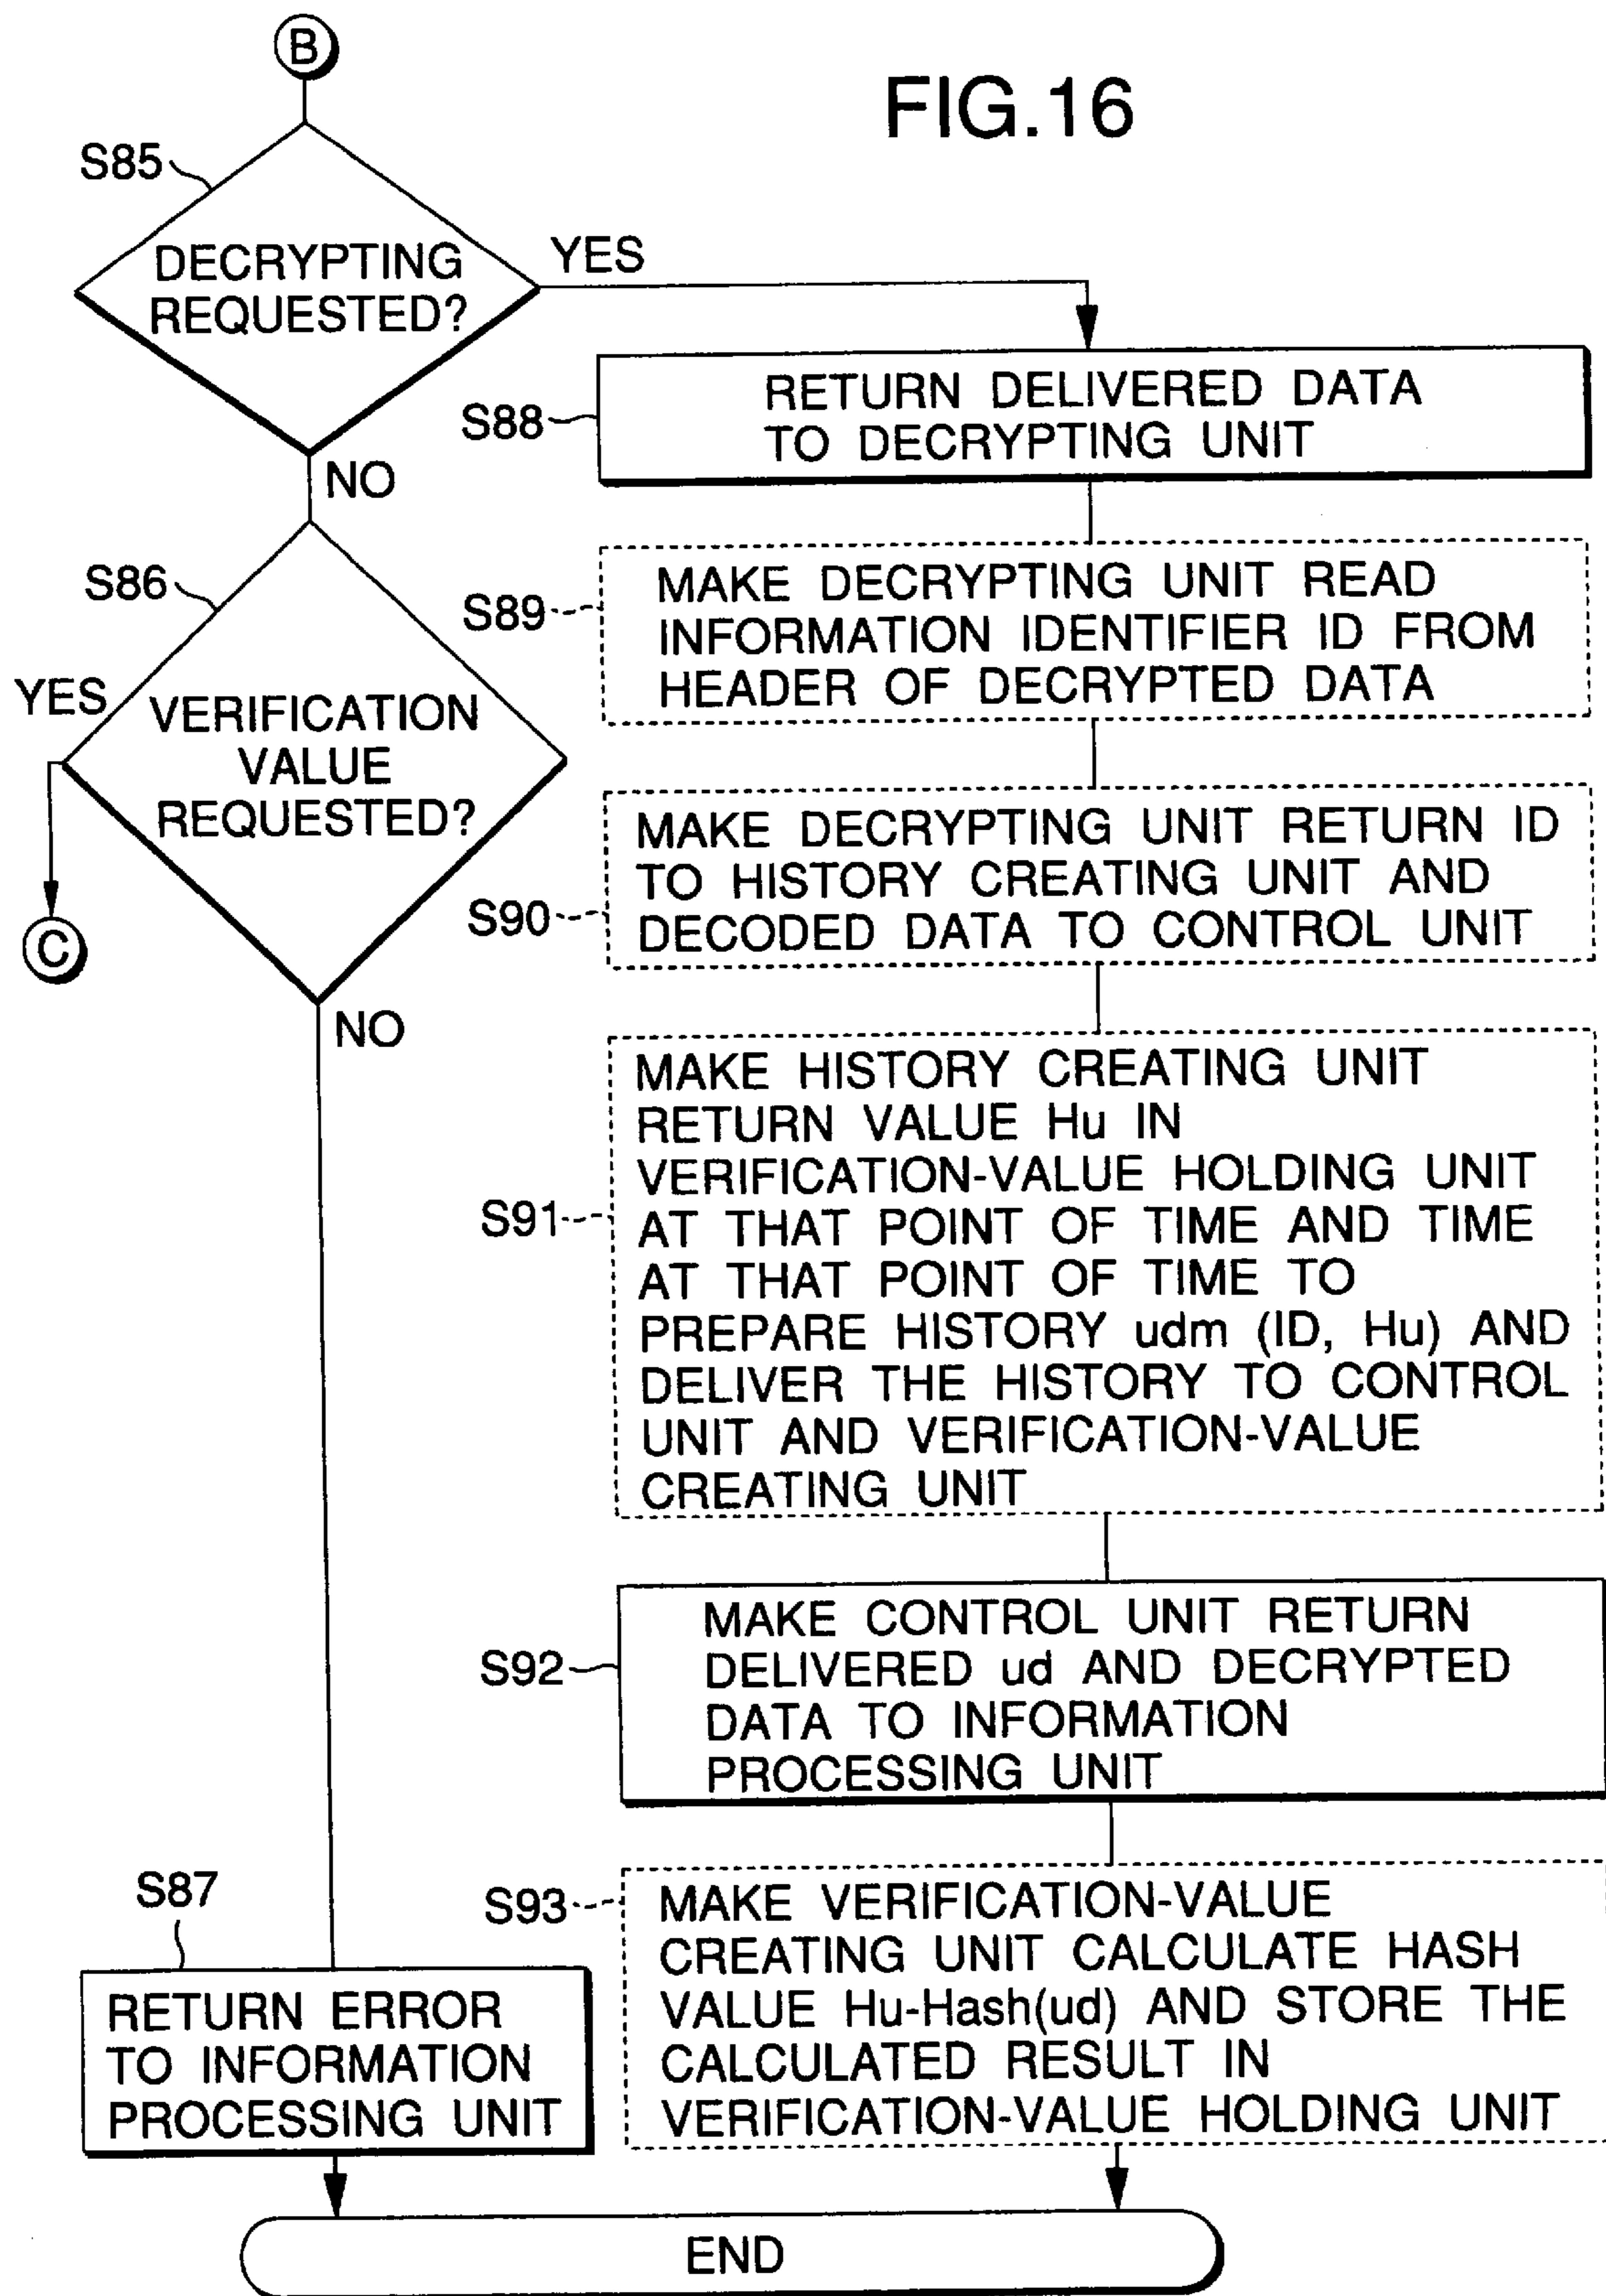 B
FIG.16
S85
DECRYPTING
REQUESTED?
YES
NO
S88
RETURN DELIVERED DATA
TO DECRYPTING UNIT
S86
VERIFICATION
VALUE
REQUESTED?
YES
C
NO
S89
MAKE DECRYPTING UNIT READ
INFORMATION IDENTIFIER ID FROM
HEADER OF DECRYPTED DATA
S90
MAKE DECRYPTING UNIT RETURN ID
TO HISTORY CREATING UNIT AND
DECODED DATA TO CONTROL UNIT
S91
MAKE HISTORY CREATING UNIT
RETURN VALUE Hu IN
VERIFICATION-VALUE HOLDING UNIT
AT THAT POINT OF TIME AND TIME
AT THAT POINT OF TIME TO
PREPARE HISTORY udm (ID, Hu) AND
DELIVER THE HISTORY TO CONTROL
UNIT AND VERIFICATION-VALUE
CREATING UNIT
S92
MAKE CONTROL UNIT RETURN
DELIVERED ud AND DECRYPTED
DATA TO INFORMATION
PROCESSING UNIT
S87
RETURN ERROR
TO INFORMATION
PROCESSING UNIT
S93
MAKE VERIFICATION-VALUE
CREATING UNIT CALCULATE HASH
VALUE Hu-Hash(ud) AND STORE THE
CALCULATED RESULT IN
VERIFICATION-VALUE HOLDING UNIT
END